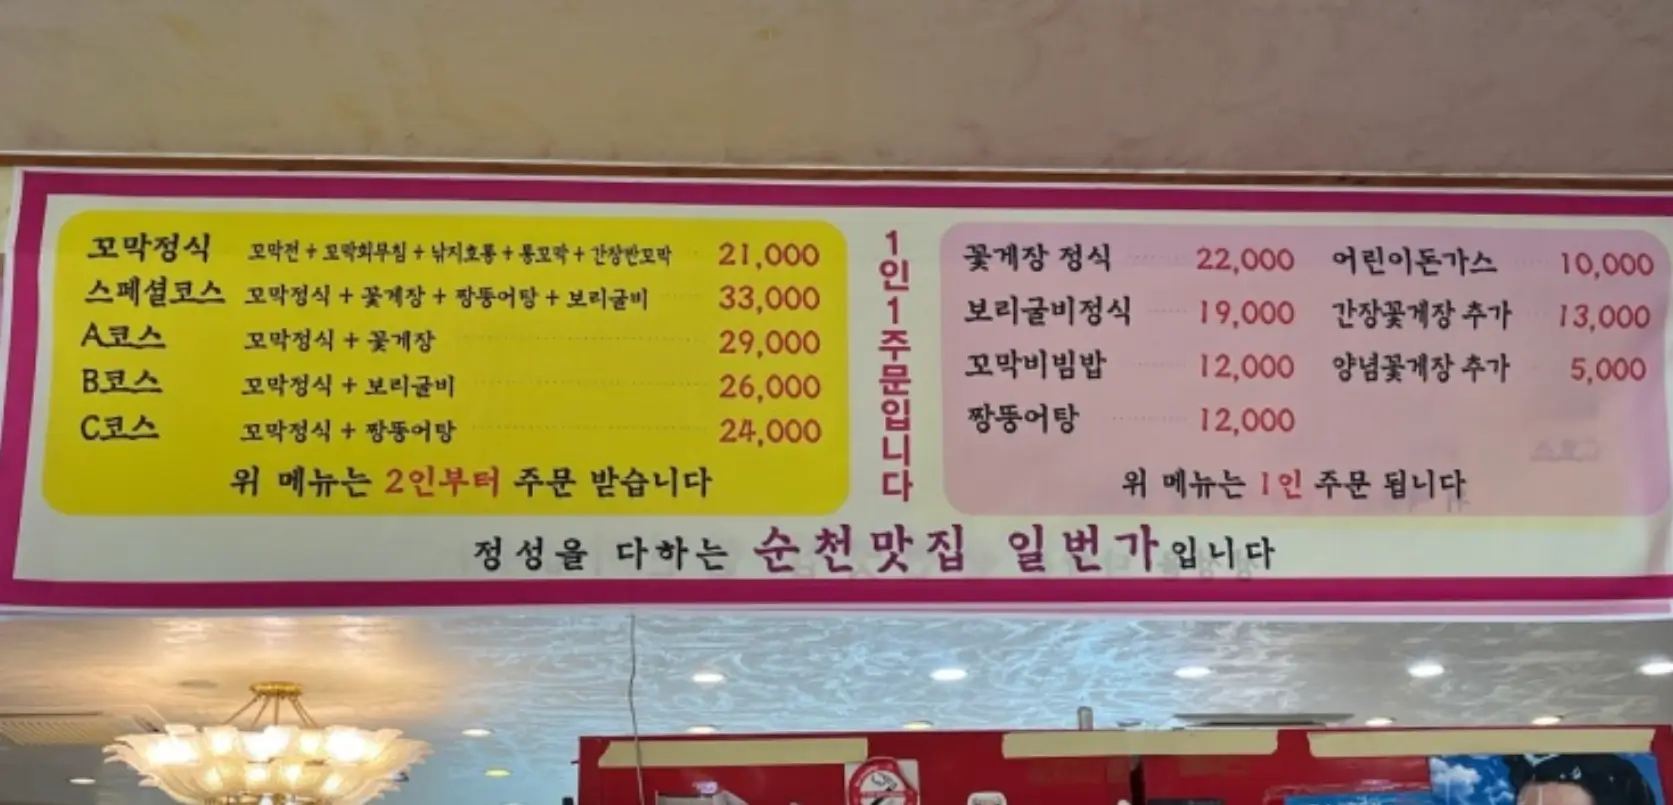 꼬막정식 꼬막전 + 꼬막회무침 + 낚지호롱 + 통꼬막 + 간장반꼬막 21,000
스페셜코스 꼬막정식 + 꽃게장 + 짱뚱어탕 + 보리굴비 33,000
A코스 꼬막정식 + 꽃게장 29,000
B코스 꼬막정식 + 보리굴비 26,000
C코스 꼬막정식 + 짱뚱어탕 24,000
위 메뉴는 2인부터 주문 받습니다
1인1주문입니다
꽃게장 정식 22,000 어린이돈가스 10,000
보리굴비정식 19,000 간장꽃게장 추가 13,000
꼬막비빔밥 12,000 양념꽃게장 추가 5,000
짱뚱어탕 12,000
위 메뉴는 1인 주문 됩니다
정성을 다하는 순천맛집 일번가입니다